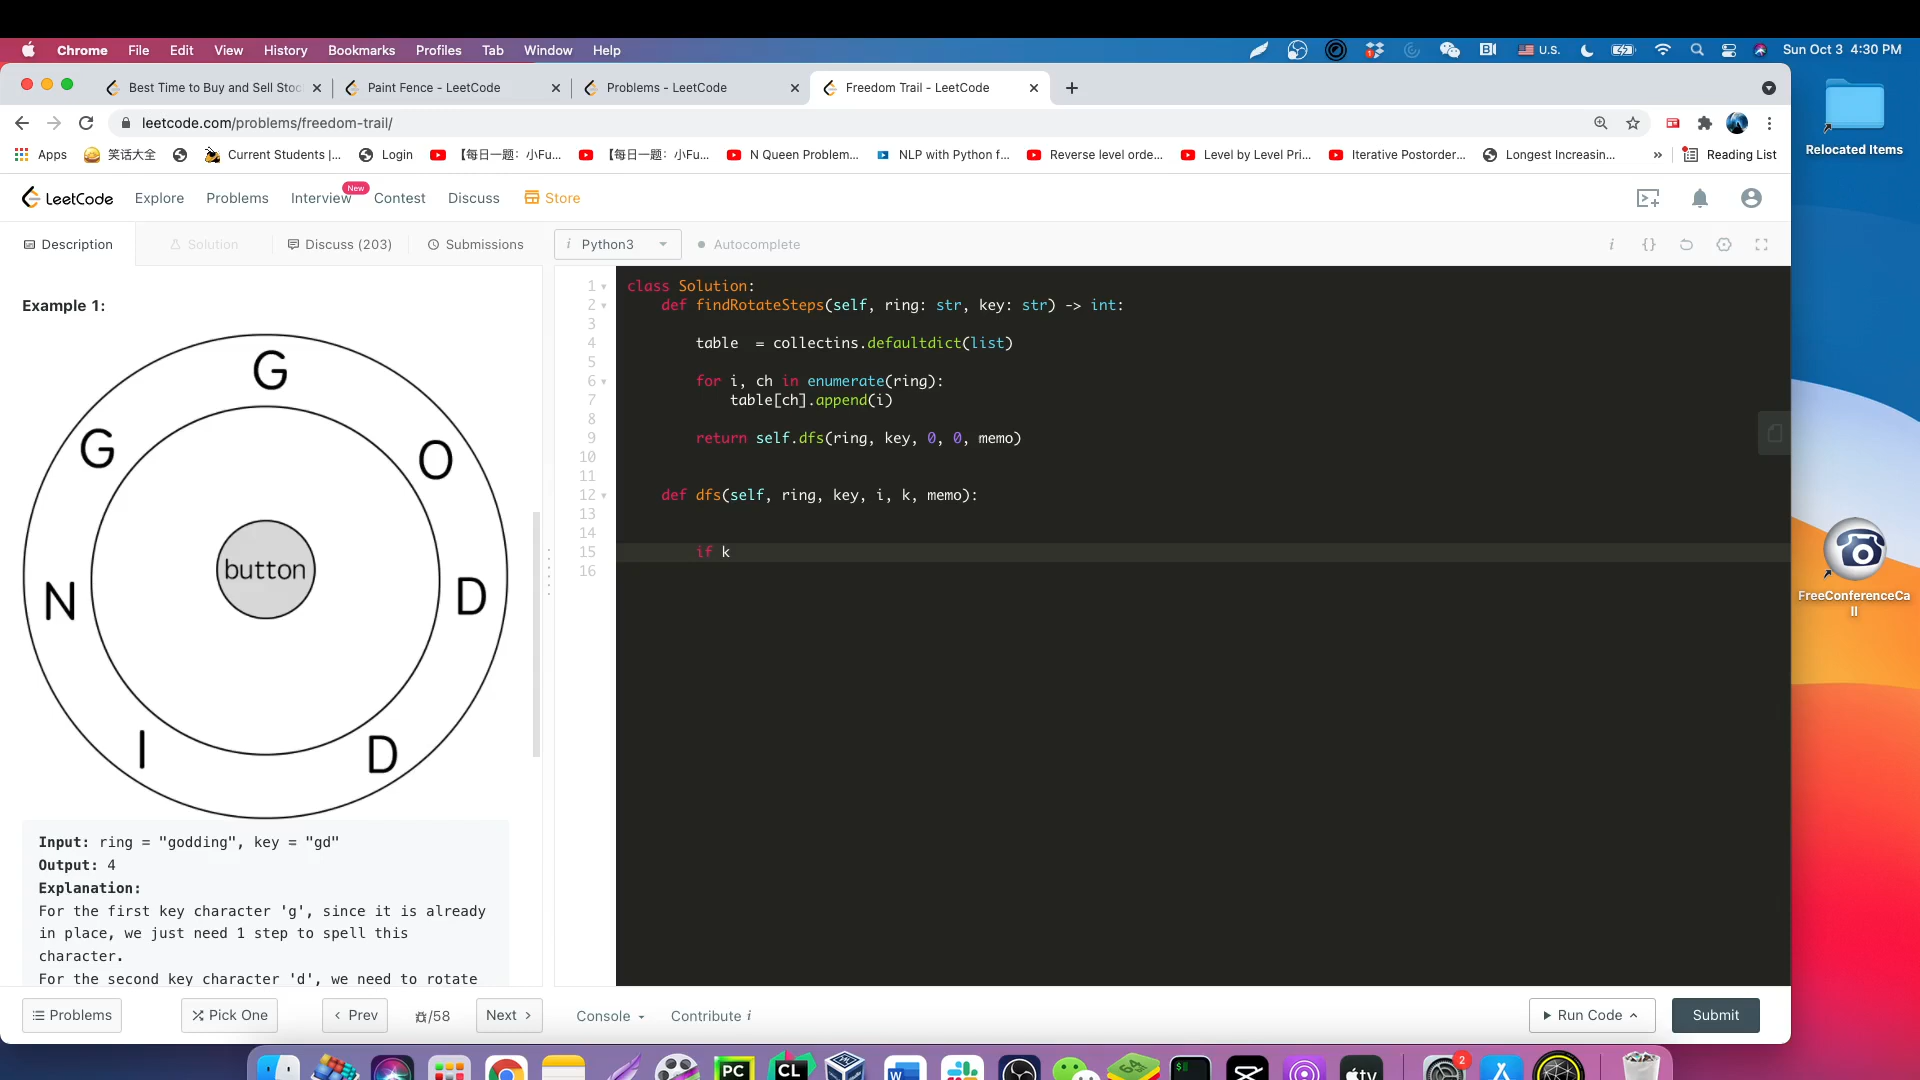 Chrome File Edit View History Bookmarks Profiles Tab Window Help
U.S. Sun Oct 3 4:30 PM
Best Time to Buy and Sell Stoc
Paint Fence - LeetCode
Problems - LeetCode
Freedom Trail - LeetCode
leetcode.com/problems/freedom-trail/
Apps
笑话大全
Current Students |...
Login
【每日一题：小Fu...
【每日一题：小Fu...
N Queen Problem...
NLP with Python f...
Reverse level orde...
Level by Level Pri...
Iterative Postorder...
Longest Increasin...
»
Reading List
LeetCode
Explore
Problems
Interview
New
Contest
Discuss
Store
Description
Solution
Discuss (203)
Submissions
i Python3
Autocomplete
i {}
Example 1:
G
G
O
N
button
D
I
D
Input: ring = "godding", key = "gd"
Output: 4
Explanation:
For the first key character 'g', since it is already
in place, we just need 1 step to spell this
character.
For the second key character 'd', we need to rotate
1 class Solution:
2 def findRotateSteps(self, ring: str, key: str) -> int:
3
4 table = collectins.defaultdict(list)
5
6 for i, ch in enumerate(ring):
7 table[ch].append(i)
8
9 return self.dfs(ring, key, 0, 0, memo)
10
11
12 def dfs(self, ring, key, i, k, memo):
13
14
15 if k
16
Problems
Pick One
Prev
/58
Next
Console
Contribute i
Run Code
Submit
Relocated Items
FreeConferenceCa
ll
PC
CL
W
64
$
tv
2